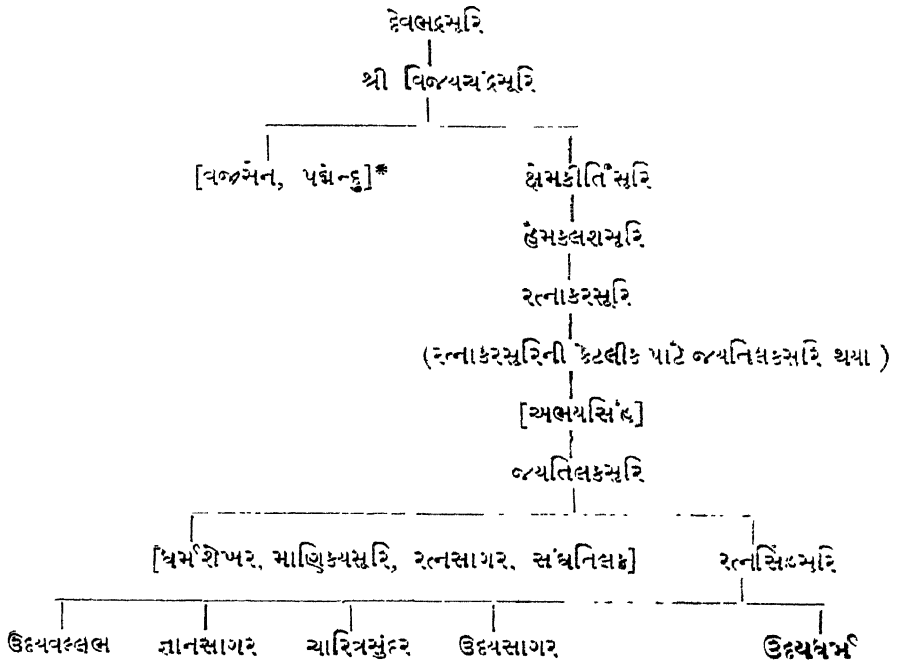 દેવભદ્રસૂરિ
શ્રી વિજયચંદ્રસૂરિ
[વજ્રસેન, પદ્મેન્દુ]* ક્ષેમકીર્તિસૂરિ
હેમકલશસૂરિ
રત્નાકરસૂરિ
(રત્નાકરસૂરિની કેટલીક પાટે જયતિલકસૂરિ થયા)
[અભયસિંહ]
જયતિલકસૂરિ
[ધર્મશેખર, માણિક્યસૂરિ, રત્નસાગર, સંઘતિલક] રત્નસિંહસૂરિ
ઉદયવલ્લભ જ્ઞાનસાગર ચારિત્રસુંદર ઉદયસાગર ઉદયધર્મ